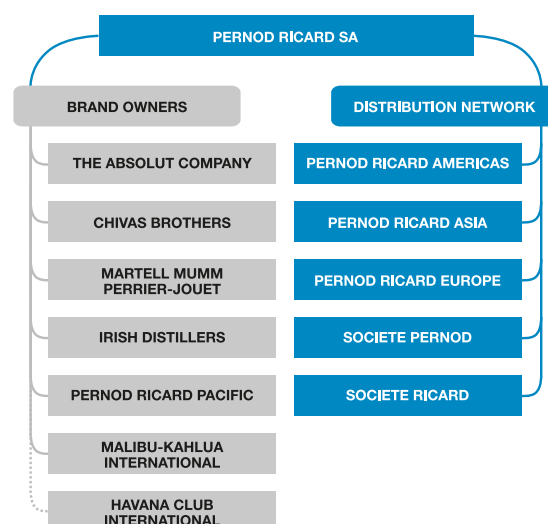 PERNOD RICARD SA
BRAND OWNERS
THE ABSOLUT COMPANY
CHIVAS BROTHERS
MARTELL MUMM
PERRIER-JOUET
IRISH DISTILLERS
PERNOD RICARD PACIFIC
MALIBU-KAHLUA
INTERNATIONAL
HAVANA CLUB
INTERNATIONAL
DISTRIBUTION NETWORK
PERNOD RICARD AMERICAS
PERNOD RICARD ASIA
PERNOD RICARD EUROPE
SOCIETE PERNOD
SOCIETE RICARD